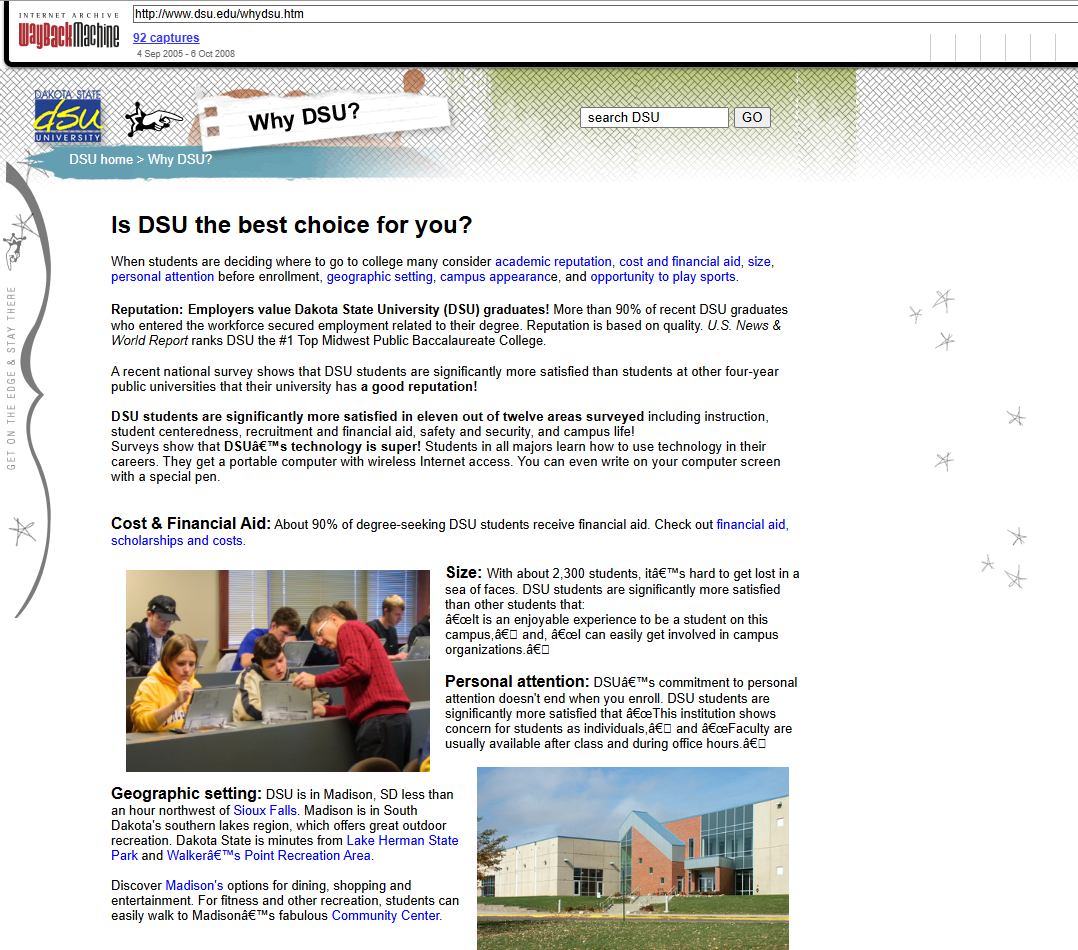 INTERNET ARCHIVE
WayBackMachine
http://www.dsu.edu/whydsu.htm
92 captures
4 Sep 2005 - 6 Oct 2008
DAKOTA STATE
dsu
UNIVERSITY
Why DSU?
search DSU
GO
DSU home > Why DSU?
GET ON THE EDGE & STAY THERE
Is DSU the best choice for you?
When students are deciding where to go to college many consider academic reputation, cost and financial aid, size,
personal attention before enrollment, geographic setting, campus appearance, and opportunity to play sports.
Reputation: Employers value Dakota State University (DSU) graduates! More than 90% of recent DSU graduates
who entered the workforce secured employment related to their degree. Reputation is based on quality. U.S. News &
World Report ranks DSU the #1 Top Midwest Public Baccalaureate College.
A recent national survey shows that DSU students are significantly more satisfied than students at other four-year
public universities that their university has a good reputation!
DSU students are significantly more satisfied in eleven out of twelve areas surveyed including instruction,
student centeredness, recruitment and financial aid, safety and security, and campus life!
Surveys show that DSUâ€™s technology is super! Students in all majors learn how to use technology in their
careers. They get a portable computer with wireless Internet access. You can even write on your computer screen
with a special pen.
Cost & Financial Aid: About 90% of degree-seeking DSU students receive financial aid. Check out financial aid,
scholarships and costs.
Size: With about 2,300 students, itâ€™s hard to get lost in a
sea of faces. DSU students are significantly more satisfied
than other students that:
â€œIt is an enjoyable experience to be a student on this
campus,â€□ and, â€œI can easily get involved in campus
organizations.â€□
Personal attention: DSUâ€™s commitment to personal
attention doesn't end when you enroll. DSU students are
significantly more satisfied that â€œThis institution shows
concern for students as individuals,â€□ and â€œFaculty are
usually available after class and during office hours.â€□
Geographic setting: DSU is in Madison, SD less than
an hour northwest of Sioux Falls. Madison is in South
Dakota's southern lakes region, which offers great outdoor
recreation. Dakota State is minutes from Lake Herman State
Park and Walkerâ€™s Point Recreation Area.
Discover Madison's options for dining, shopping and
entertainment. For fitness and other recreation, students can
easily walk to Madisonâ€™s fabulous Community Center.